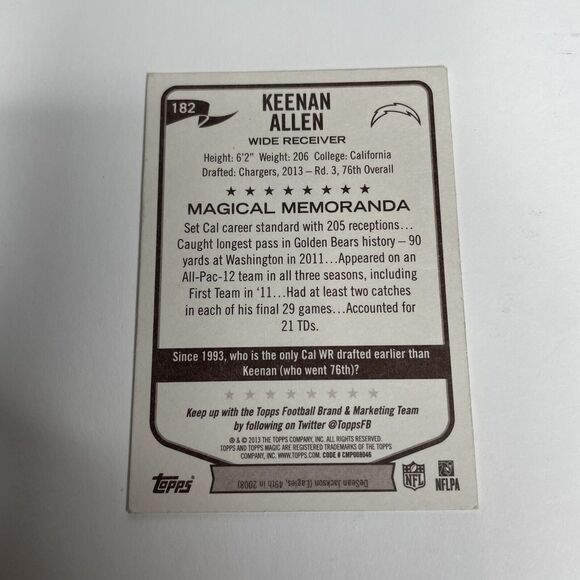 182
KEENAN
ALLEN
WIDE RECEIVER
Height: 6'2" Weight: 206 College: California
Drafted: Chargers, 2013 – Rd. 3, 76th Overall
MAGICAL MEMORANDA
Set Cal career standard with 205 receptions...
Caught longest pass in Golden Bears history – 90
yards at Washington in 2011...Appeared on an
All-Pac-12 team in all three seasons, including
First Team in '11...Had at least two catches
in each of his final 29 games...Accounted for
21 TDs.
Since 1993, who is the only Cal WR drafted earlier than
Keenan (who went 76th)?
Keep up with the Topps Football Brand & Marketing Team
by following on Twitter @ToppsFB
® & © 2013 THE TOPPS COMPANY, INC. ALL RIGHTS RESERVED.
TOPPS AND TOPPS MAGIC ARE REGISTERED TRADEMARKS OF THE TOPPS
COMPANY, INC. WWW.TOPPS.COM. CODE # CMP008046
Topps
DeSean Jackson (Eagles, 49th in 2008)
NFL
NFLPA